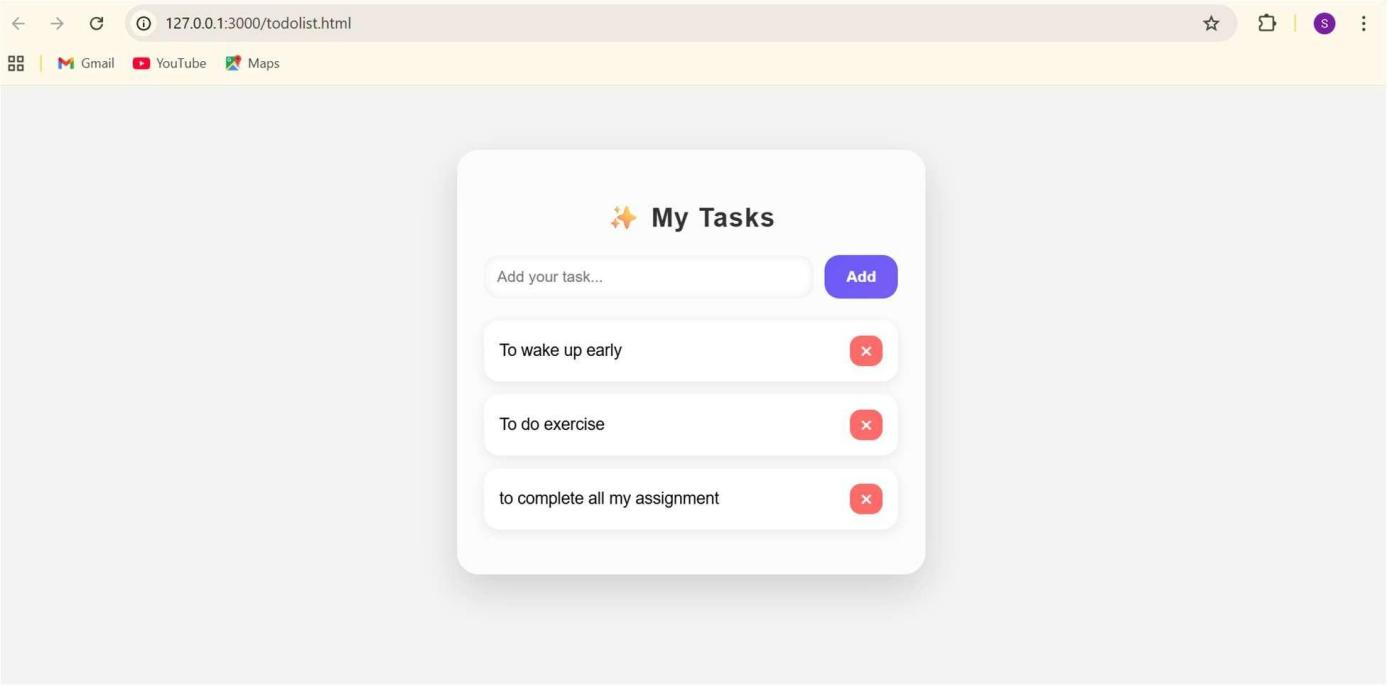 127.0.0.1:3000/todolist.html
S
Gmail YouTube Maps
✨ My Tasks
Add your task... Add
To wake up early
To do exercise
to complete all my assignment